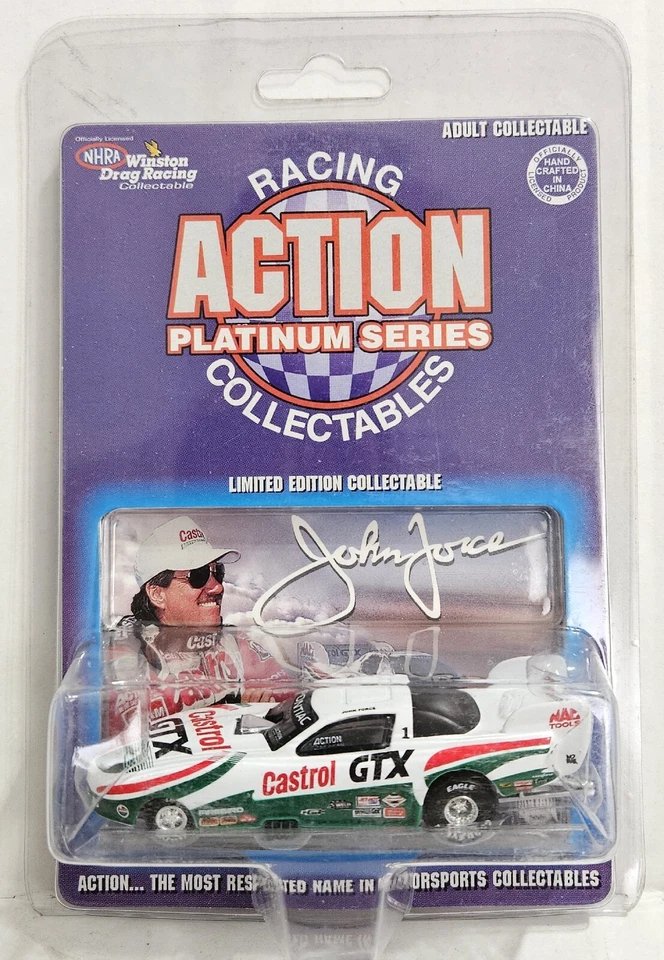 ADULT COLLECTABLE
Officially Licensed
NHRA Winston
Drag Racing
Collectable
OFFICIALLY
LICENSED PRODUCT
HAND
CRAFTED
IN
CHINA
RACING
ACTION
PLATINUM SERIES
COLLECTABLES
LIMITED EDITION COLLECTABLE
Castrol
John Force
Castrol
PONTIAC
JOHN FORCE
ACTION
1
MAC
TOOLS
Castrol
GTX
Castrol GTX
EAGLE
ACTION... THE MOST RESPECTED NAME IN MOTORSPORTS COLLECTABLES